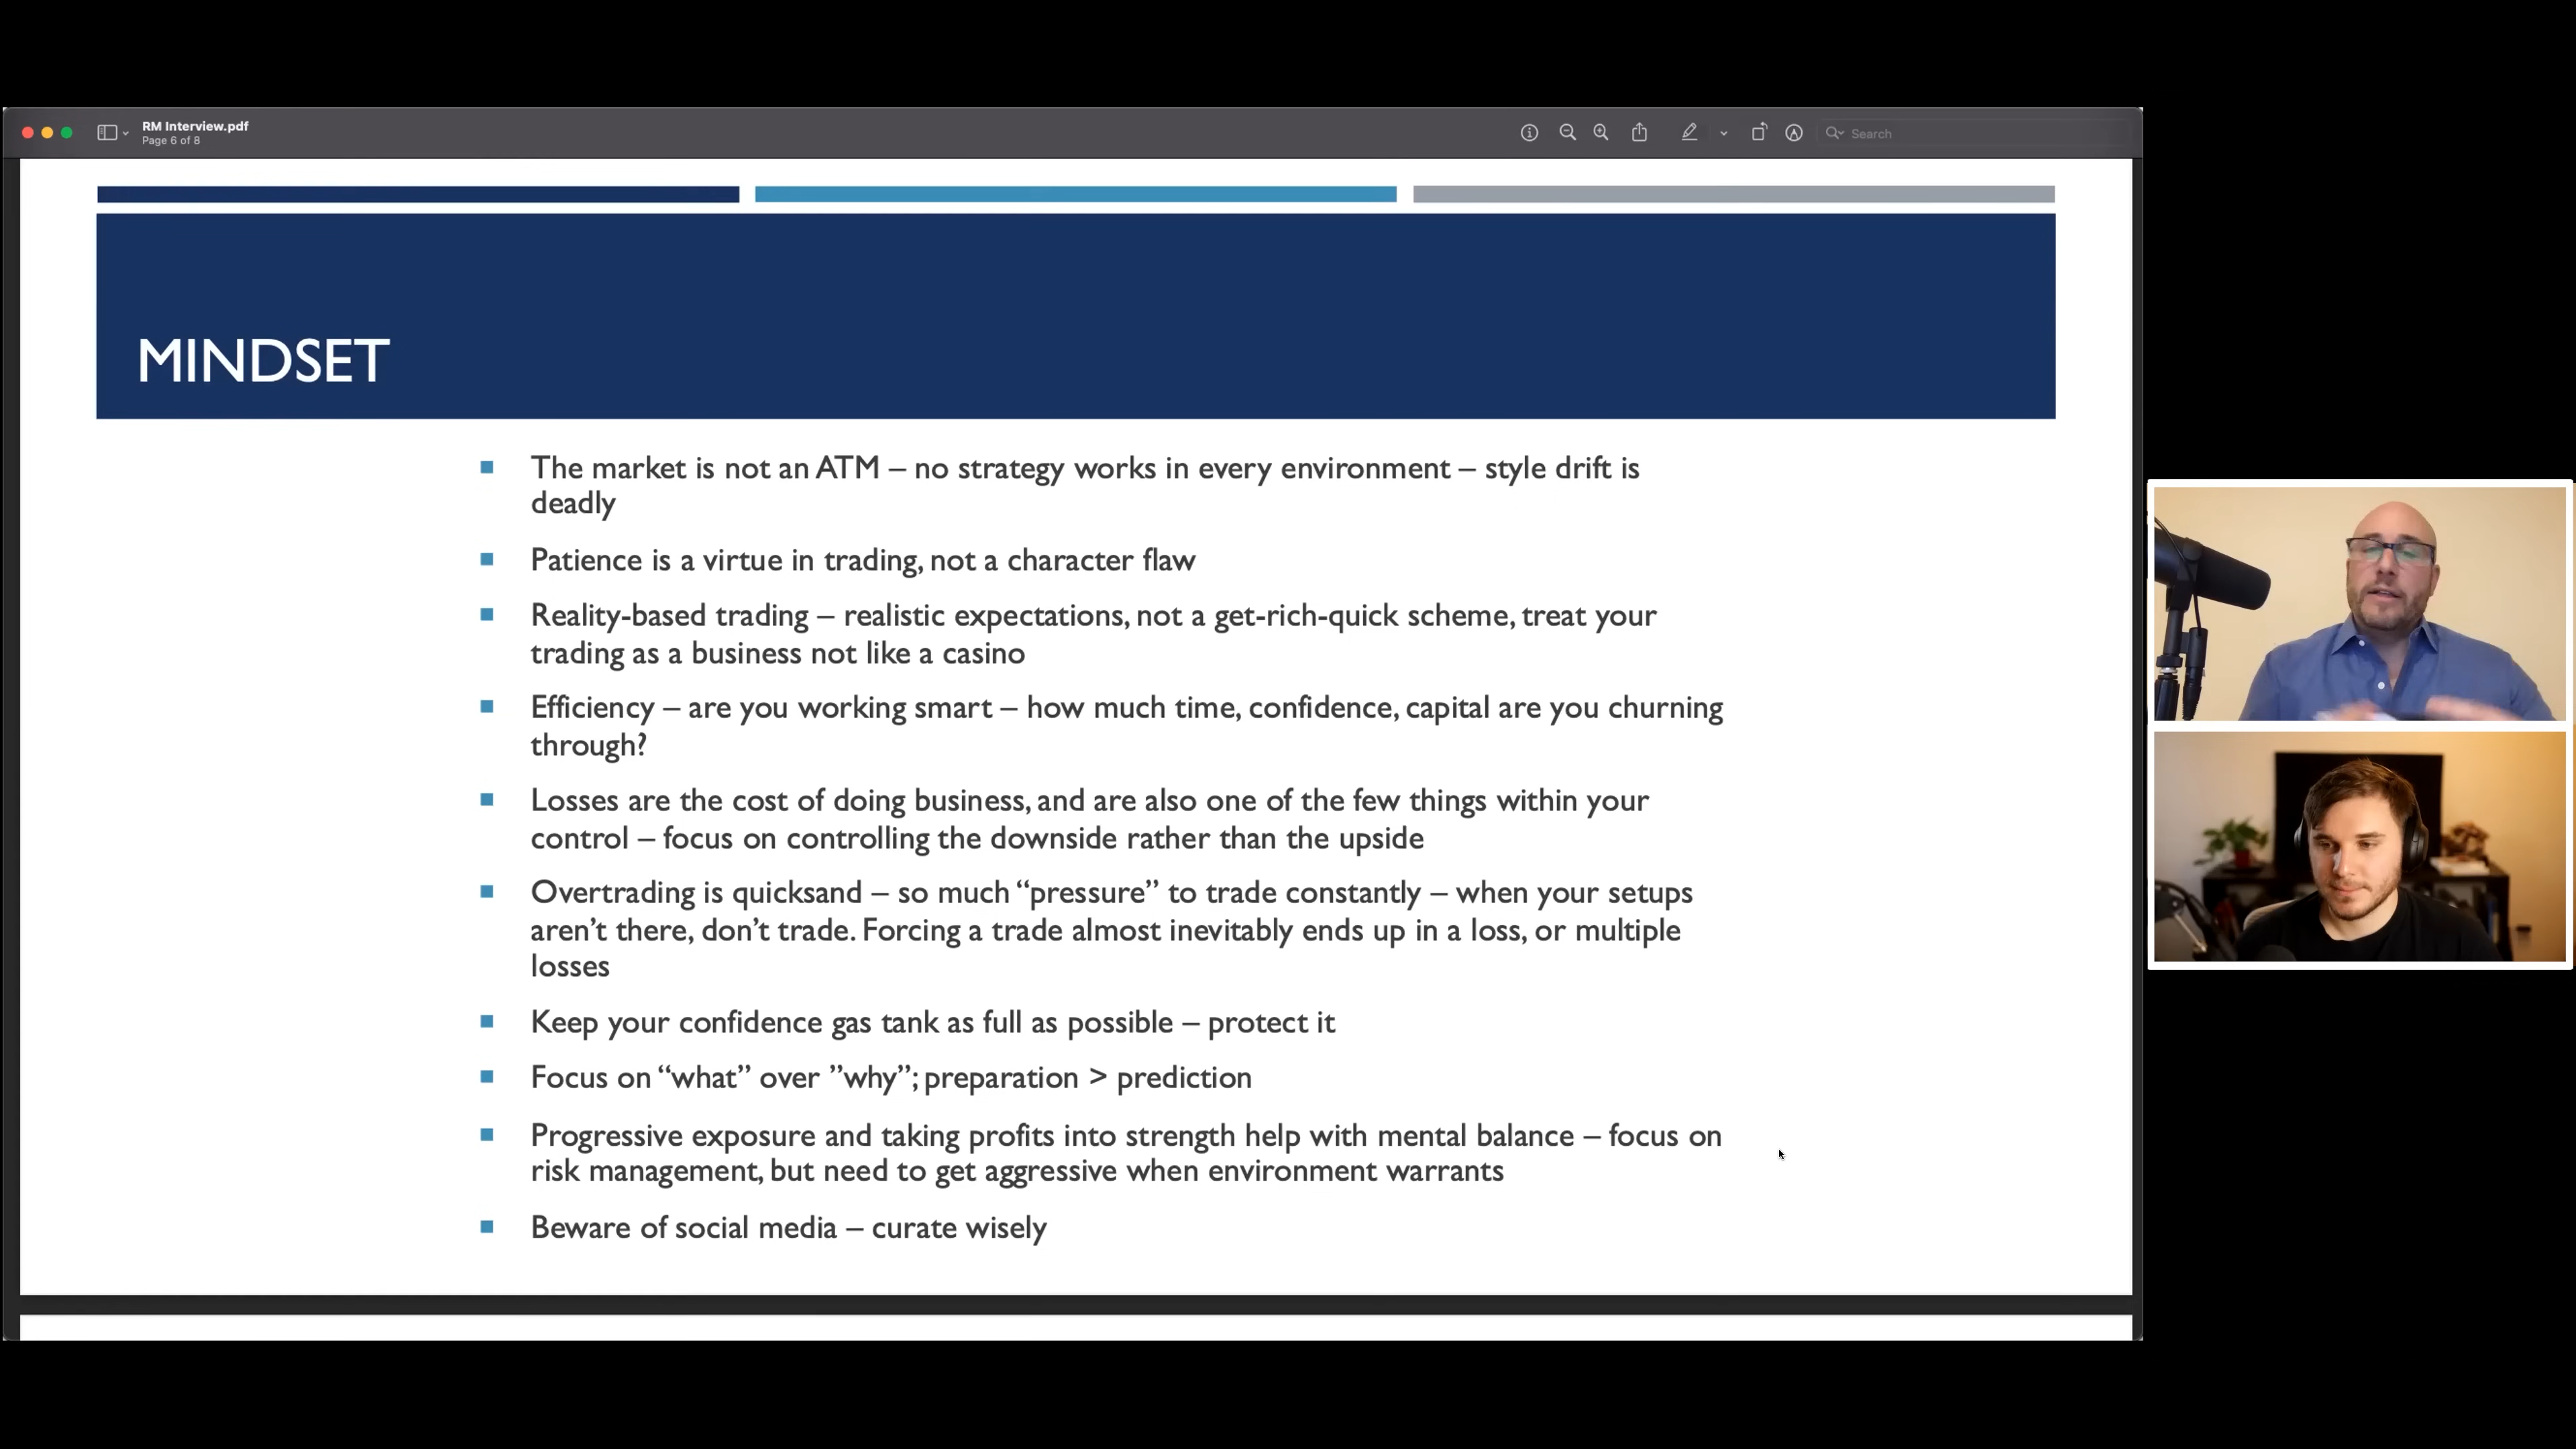 RM Interview.pdf
Page 6 of 8
Search
MINDSET
The market is not an ATM – no strategy works in every environment – style drift is
deadly
Patience is a virtue in trading, not a character flaw
Reality-based trading – realistic expectations, not a get-rich-quick scheme, treat your
trading as a business not like a casino
Efficiency – are you working smart – how much time, confidence, capital are you churning
through?
Losses are the cost of doing business, and are also one of the few things within your
control – focus on controlling the downside rather than the upside
Overtrading is quicksand – so much “pressure” to trade constantly – when your setups
aren’t there, don’t trade. Forcing a trade almost inevitably ends up in a loss, or multiple
losses
Keep your confidence gas tank as full as possible – protect it
Focus on “what” over ”why”; preparation > prediction
Progressive exposure and taking profits into strength help with mental balance – focus on
risk management, but need to get aggressive when environment warrants
Beware of social media – curate wisely